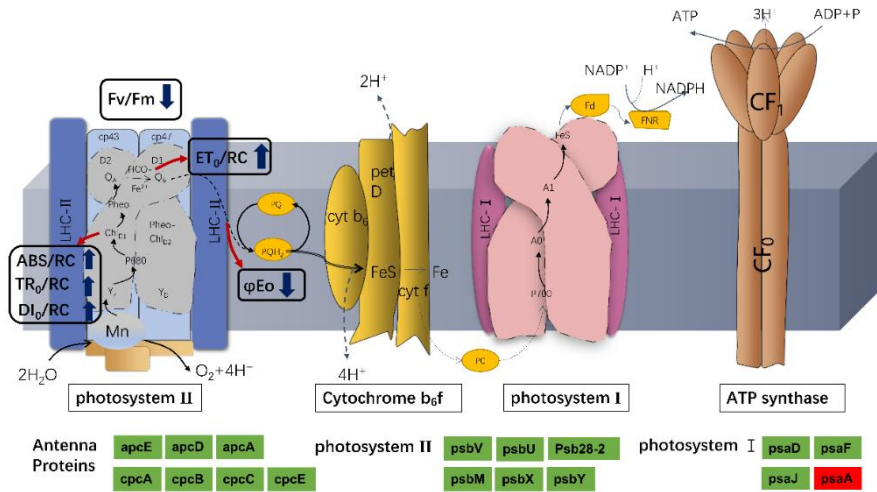 ATP
3H⁺
ADP+P
2H⁺
NADP⁺
H⁺
NADPH
Fv/Fm
Fd
FNR
CF₁
cp43
cp47
D2
D1
HCO-
Fe²⁺
ET₀/RC
FeS
pet D
LHC-II
LHC-II
Pheo
Chl D1
Pheo-
Chl D2
P680
ABS/RC
TR₀/RC
DI₀/RC
Y D
Mn
PQ
PQH₂
φEo
cyt b₆
FeS
Fe
cyt f
LHC-I
LHC-I
A1
A0
P700
CF₀
2H₂O
O₂+4H⁻
4H⁺
PC
photosystem II
Cytochrome b₆f
photosystem I
ATP synthase
Antenna
Proteins
apcE apcD apcA
cpcA cpcB cpcC cpcE
photosystem II
psbV psbU Psb28-2
psbM psbX psbY
photosystem I
psaD psaF
psaJ psaA